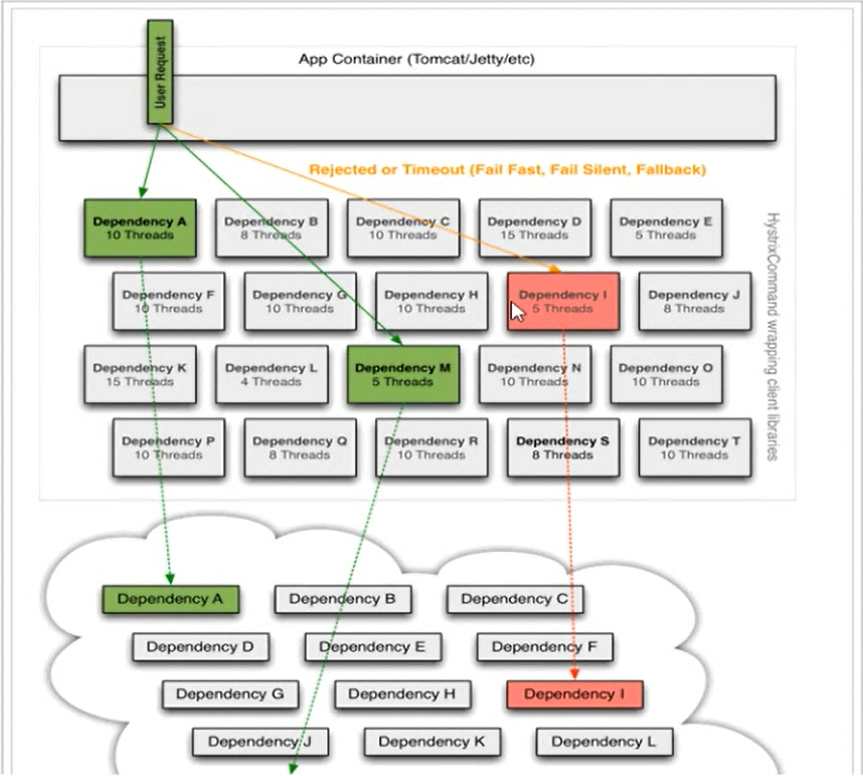 User Request
App Container (Tomcat/Jetty/etc)
Rejected or Timeout (Fail Fast, Fail Silent, Fallback)
Dependency A
10 Threads
Dependency B
8 Threads
Dependency C
10 Threads
Dependency D
15 Threads
Dependency E
5 Threads
Dependency F
10 Threads
Dependency G
10 Threads
Dependency H
10 Threads
Dependency I
5 Threads
Dependency J
8 Threads
Dependency K
15 Threads
Dependency L
4 Threads
Dependency M
5 Threads
Dependency N
10 Threads
Dependency O
10 Threads
Dependency P
10 Threads
Dependency Q
8 Threads
Dependency R
10 Threads
Dependency S
8 Threads
Dependency T
10 Threads
HystrixCommand wrapping client libraries
Dependency A
Dependency B
Dependency C
Dependency D
Dependency E
Dependency F
Dependency G
Dependency H
Dependency I
Dependency J
Dependency K
Dependency L